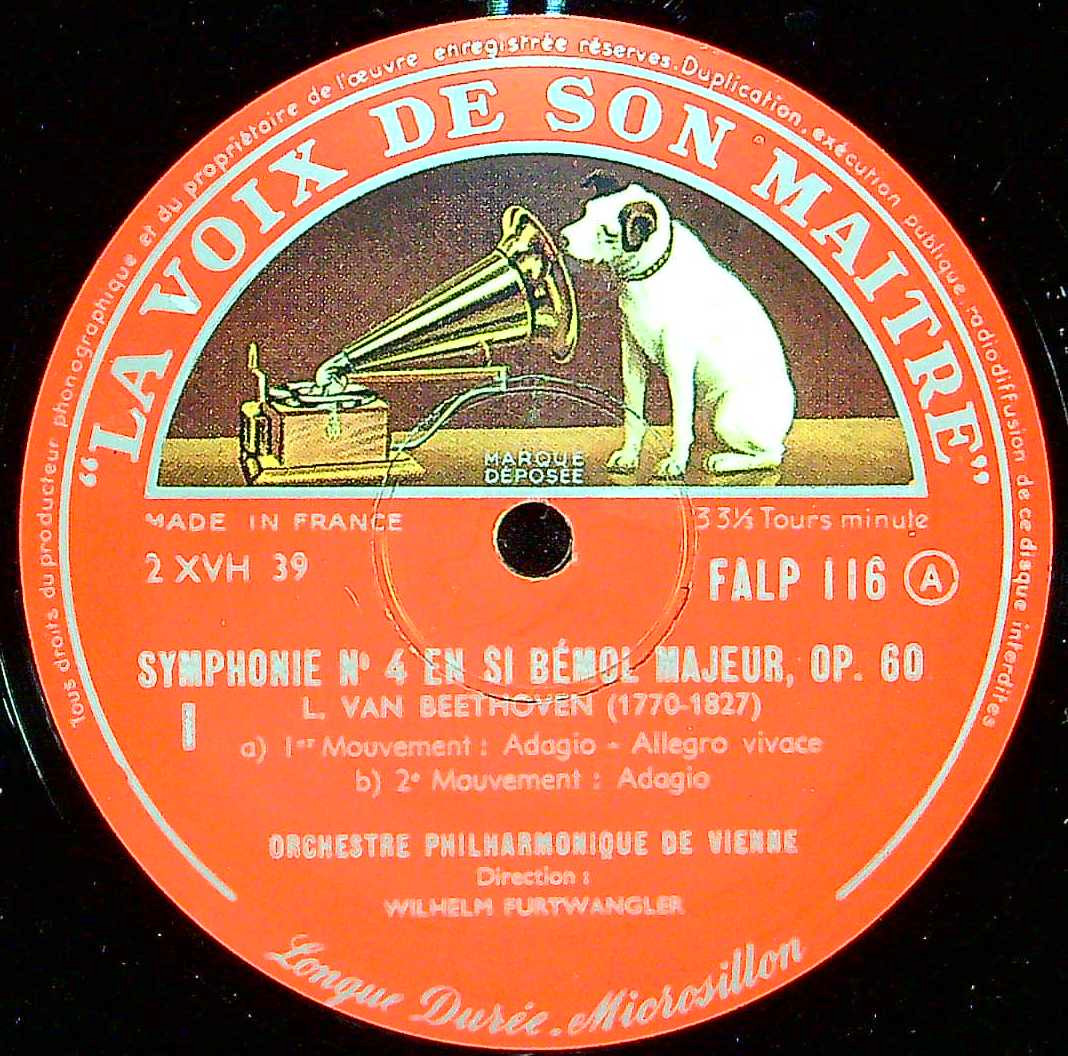 Tous droits du producteur phonographique et du propriétaire de l'œuvre enregistrée réservés. Duplication, exécution publique, radiodiffusion de ce disque interdites
“LA VOIX DE SON MAITRE”
MARQUE
DÉPOSÉE
MADE IN FRANCE
33⅓ Tours minute
2 XVH 39
FALP 116 A
SYMPHONIE Nº 4 EN SI BÉMOL MAJEUR, OP. 60
L. VAN BEETHOVEN (1770-1827)
I
a) 1er Mouvement : Adagio - Allegro vivace
b) 2e Mouvement : Adagio
ORCHESTRE PHILHARMONIQUE DE VIENNE
Direction :
WILHELM FURTWANGLER
Longue Durée-Microsillon